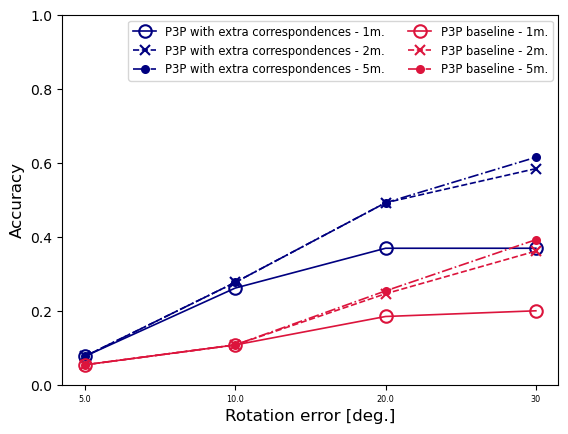 P3P with extra correspondences - 1m.
P3P with extra correspondences - 2m.
P3P with extra correspondences - 5m.
P3P baseline - 1m.
P3P baseline - 2m.
P3P baseline - 5m.
1.0
0.8
0.6
0.4
0.2
0.0
Accuracy
5.0 10.0 20.0 30
Rotation error [deg.]